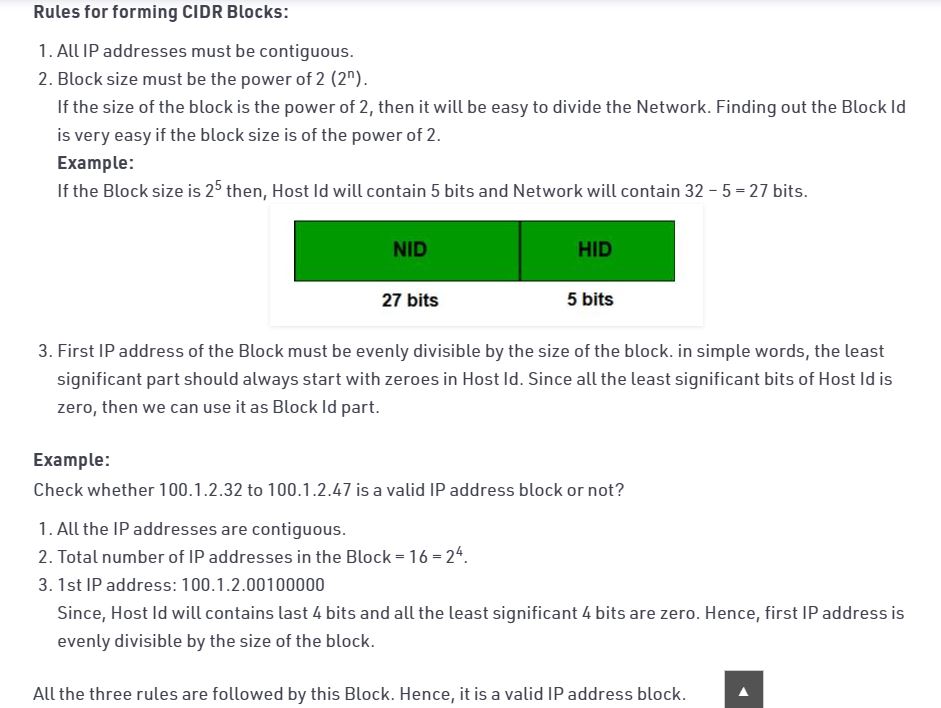 Rules for forming CIDR Blocks:
1. All IP addresses must be contiguous.
2. Block size must be the power of 2 (2ⁿ).
If the size of the block is the power of 2, then it will be easy to divide the Network. Finding out the Block Id
is very easy if the block size is of the power of 2.
Example:
If the Block size is 2⁵ then, Host Id will contain 5 bits and Network will contain 32 – 5 = 27 bits.
NID HID
27 bits 5 bits
3. First IP address of the Block must be evenly divisible by the size of the block. in simple words, the least
significant part should always start with zeroes in Host Id. Since all the least significant bits of Host Id is
zero, then we can use it as Block Id part.
Example:
Check whether 100.1.2.32 to 100.1.2.47 is a valid IP address block or not?
1. All the IP addresses are contiguous.
2. Total number of IP addresses in the Block = 16 = 2⁴.
3. 1st IP address: 100.1.2.00100000
Since, Host Id will contains last 4 bits and all the least significant 4 bits are zero. Hence, first IP address is
evenly divisible by the size of the block.
All the three rules are followed by this Block. Hence, it is a valid IP address block.